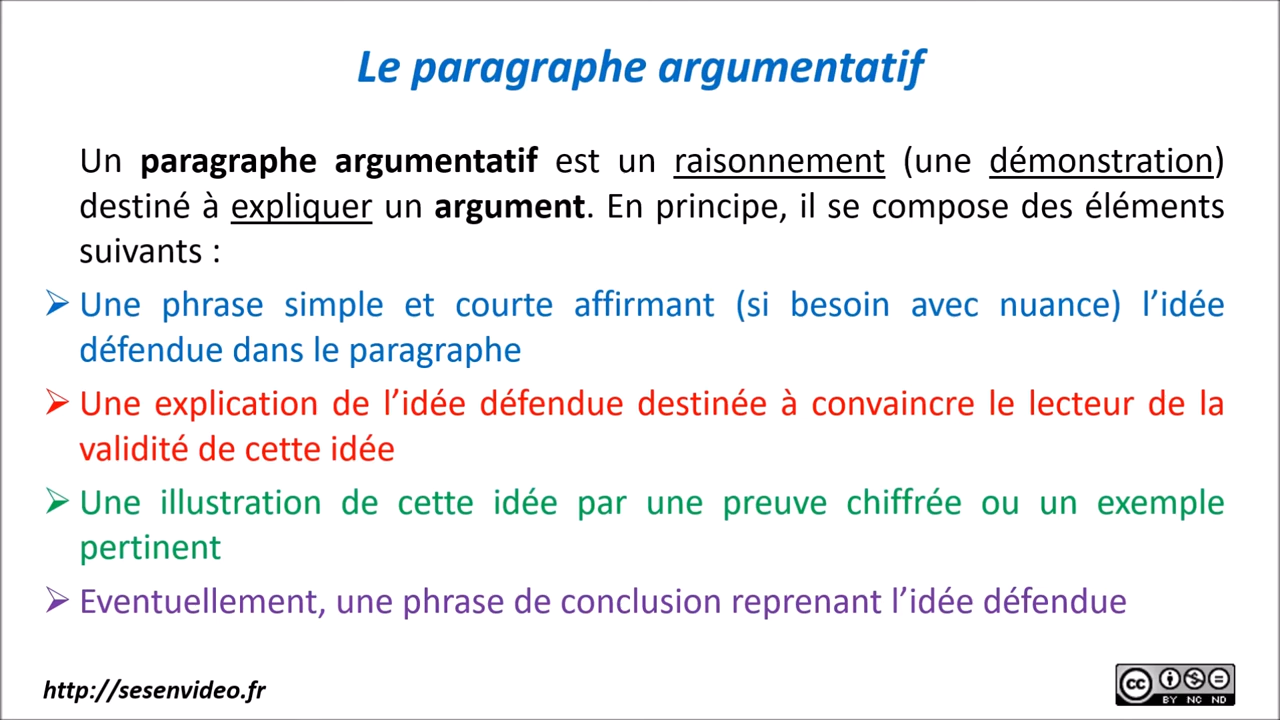 Le paragraphe argumentatif
Un paragraphe argumentatif est un raisonnement (une démonstration)
destiné à expliquer un argument. En principe, il se compose des éléments
suivants :
Une phrase simple et courte affirmant (si besoin avec nuance) l’idée
défendue dans le paragraphe
Une explication de l’idée défendue destinée à convaincre le lecteur de la
validité de cette idée
Une illustration de cette idée par une preuve chiffrée ou un exemple
pertinent
Eventuellement, une phrase de conclusion reprenant l’idée défendue
http://sesenvideo.fr
cc
BY NC ND